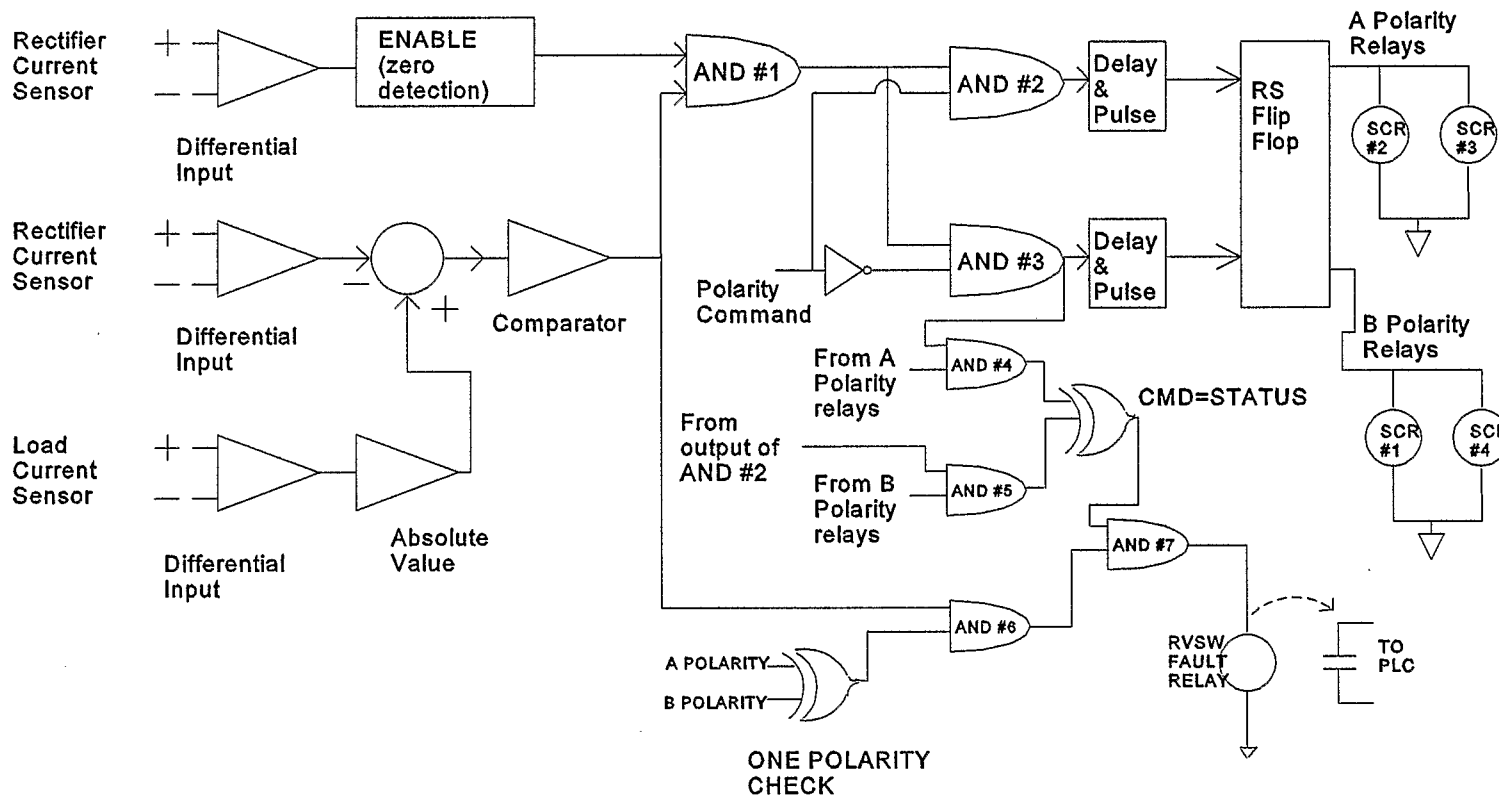 Rectifier
Current
Sensor
+
−
Differential
Input
ENABLE
(zero
detection)
AND #1
AND #2
Delay
& Pulse
RS
Flip
Flop
A Polarity
Relays
SCR
#2
SCR
#3
Rectifier
Current
Sensor
+
−
Differential
Input
−
+
Comparator
Polarity
Command
AND #3
Delay
& Pulse
B Polarity
Relays
SCR
#1
#4
Load
Current
Sensor
+
−
Differential
Input
Absolute
Value
From A
Polarity
relays
AND #4
CMD=STATUS
From
output of
AND #2
From B
Polarity
relays
AND #5
AND #7
AND #6
A POLARITY
B POLARITY
ONE POLARITY
CHECK
RVSW
FAULT
RELAY
TO
PLC